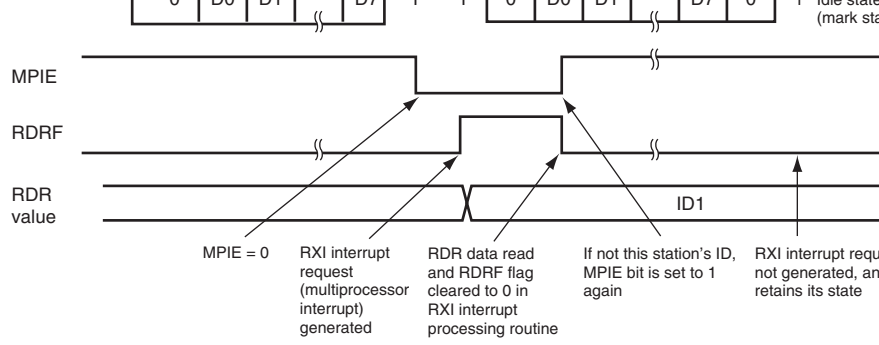 0 D0 D1 D7 1 1 0 D0 D1 D7 0 1 Idle state
(mark sta
MPIE
RDRF
RDR
value
ID1
MPIE = 0
RXI interrupt
request
(multiprocessor
interrupt)
generated
RDR data read
and RDRF flag
cleared to 0 in
RXI interrupt
processing routine
If not this station's ID,
MPIE bit is set to 1
again
RXI interrupt requ
not generated, an
retains its state